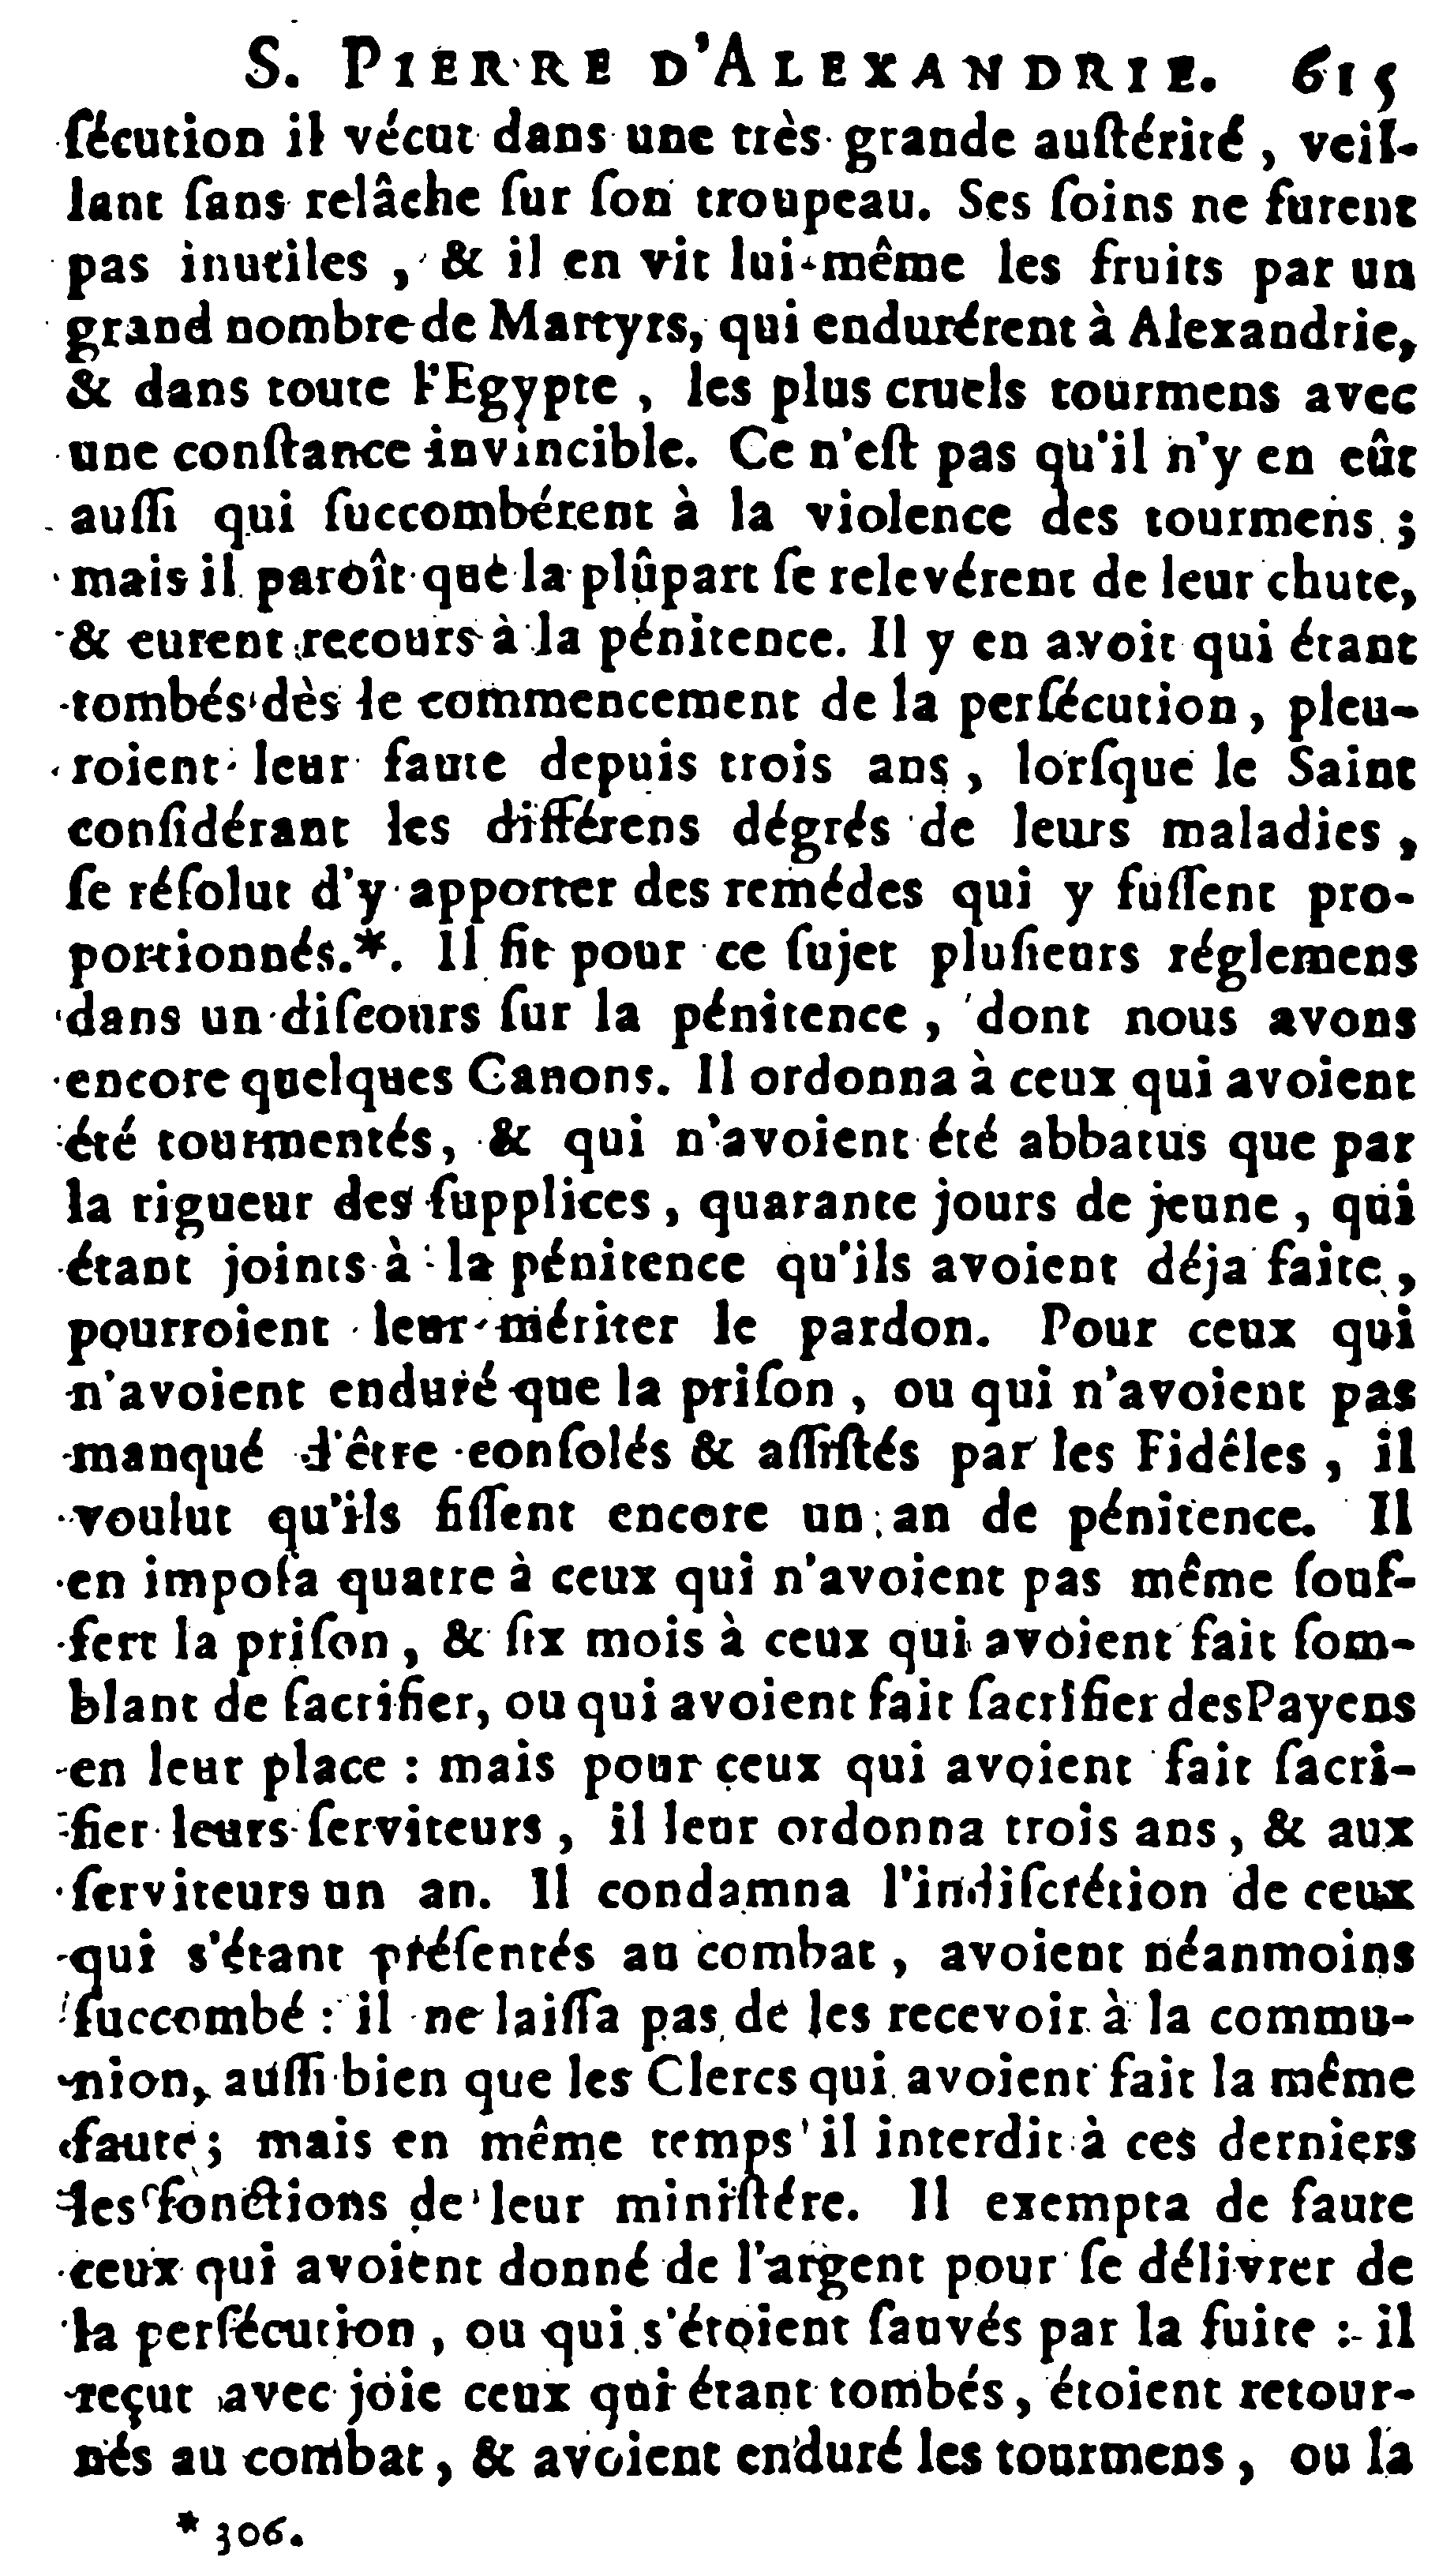 S. PIERRE D'ALEXANDRIE. 615
ſécution il vécut dans une très grande auſtérité, veil-
lant ſans relâche ſur ſon troupeau. Ses ſoins ne furent
pas inutiles, & il en vit lui-même les fruits par un
grand nombre de Martyrs, qui endurérent à Alexandrie,
& dans toute l'Egypte, les plus cruels tourmens avec
une conſtance invincible. Ce n'eſt pas qu'il n'y en eût
auſſi qui ſuccombérent à la violence des tourmens ;
mais il paroît que la plûpart ſe relevérent de leur chute,
& eurent recours à la pénitence. Il y en avoit qui étant
tombés dès le commencement de la perſécution, pleu-
roient leur faute depuis trois ans, lorſque le Saint
conſidérant les différens dégrés de leurs maladies,
ſe réſolut d'y apporter des remédes qui y fuſſent pro-
portionnés.*. Il fit pour ce ſujet pluſieurs réglemens
dans un diſcours ſur la pénitence, dont nous avons
encore quelques Canons. Il ordonna à ceux qui avoient
été tourmentés, & qui n'avoient été abbatus que par
la rigueur des ſupplices, quarante jours de jeune, qui
étant joints à la pénitence qu'ils avoient déja faite,
pourroient leur mériter le pardon. Pour ceux qui
n'avoient enduré que la priſon, ou qui n'avoient pas
manqué d'être conſolés & aſſiſtés par les Fidêles, il
voulut qu'ils fiſſent encore un an de pénitence. Il
en impoſa quatre à ceux qui n'avoient pas même ſouf-
fert la priſon, & ſix mois à ceux qui avoient fait ſom-
blant de ſacrifier, ou qui avoient fait ſacrifier des Payens
en leur place : mais pour ceux qui avoient fait ſacri-
fier leurs ſerviteurs, il leur ordonna trois ans, & aux
ſerviteurs un an. Il condamna l'indiſcrétion de ceux
qui s'étant préſentés au combat, avoient néanmoins
ſuccombé : il ne laiſſa pas de les recevoir à la commu-
nion, auſſi bien que les Clercs qui avoient fait la même
faute ; mais en même temps il interdit à ces derniers
les fonctions de leur miniſtére. Il exempta de faute
ceux qui avoient donné de l'argent pour ſe délivrer de
la perſécution, ou qui s'étoient ſauvés par la fuite : il
reçut avec joie ceux qui étant tombés, étoient retour-
nés au combat, & avoient enduré les tourmens, ou la
* 306.